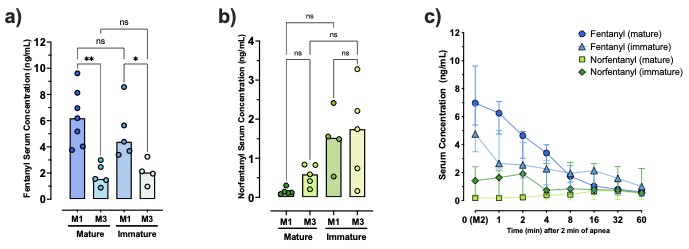 a)
Fentanyl Serum Concentration (ng/mL)
12
10
8
6
4
2
0
ns
ns
**
*
M1
M3
M1
M3
Mature
Immature
b)
Norfentanyl Serum Concentration (ng/mL)
4
3
2
1
0
ns
ns
ns
ns
M1
M3
M1
M3
Mature
Immature
c)
Serum Concentration (ng/mL)
12
10
8
6
4
2
0
Fentanyl (mature)
Fentanyl (immature)
Norfentanyl (mature)
Norfentanyl (immature)
0 (M2)
1
2
4
8
16
32
60
Time (min) after 2 min of apnea